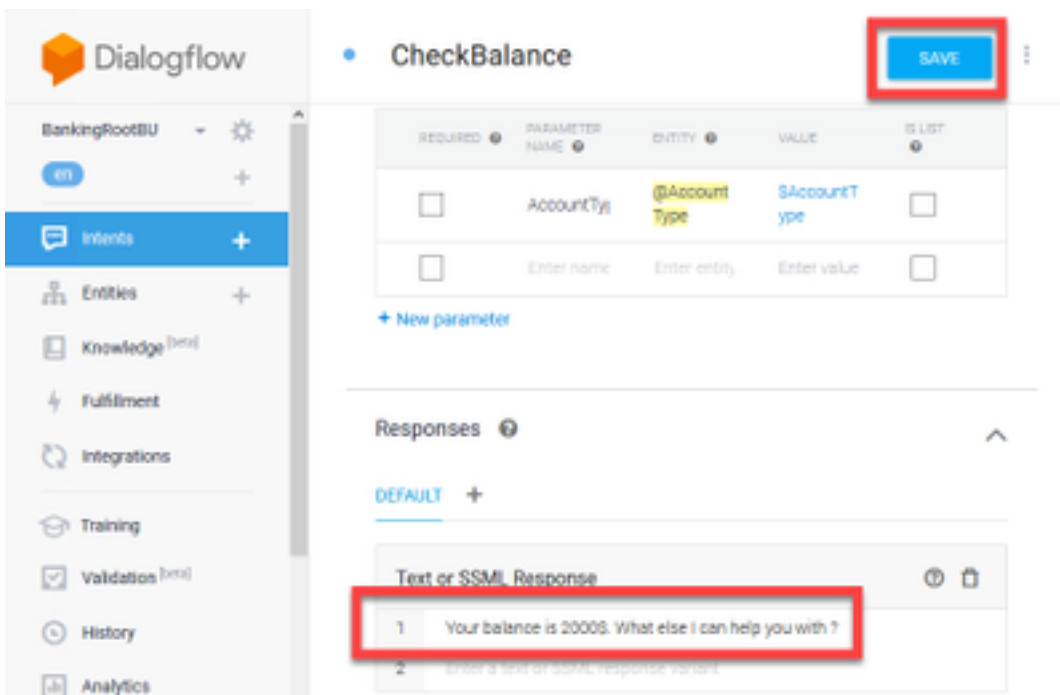 Dialogflow
CheckBalance
SAVE
BankingRootBU
en
REQUIRED
PARAMETER NAME
ENTITY
VALUE
IS LIST
AccountTyp
@Account
Type
$AccountT
ype
Enter name
Enter entity
Enter value
+ New parameter
Intents
Entities
Knowledge [beta]
Fulfillment
Integrations
Training
Validation [beta]
History
Analytics
Responses
DEFAULT
Text or SSML Response
1 Your balance is 2000$. What else I can help you with ?
2 Enter a text or SSML response variant